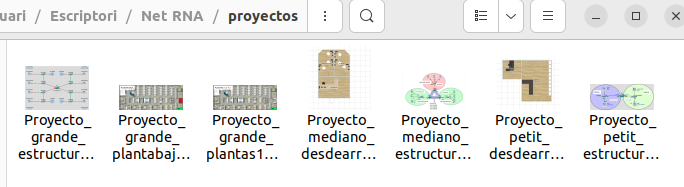 uari / Escriptori / Net RNA / proyectos
Proyecto_ Proyecto_ Proyecto_ Proyecto_ Proyecto_ Proyecto_ Proyecto_
grande_ grande_ grande_ mediano_ mediano_ petit_ petit_
estructur... plantabaj... plantas1... desdearr... estructur... desdearr... estructur...